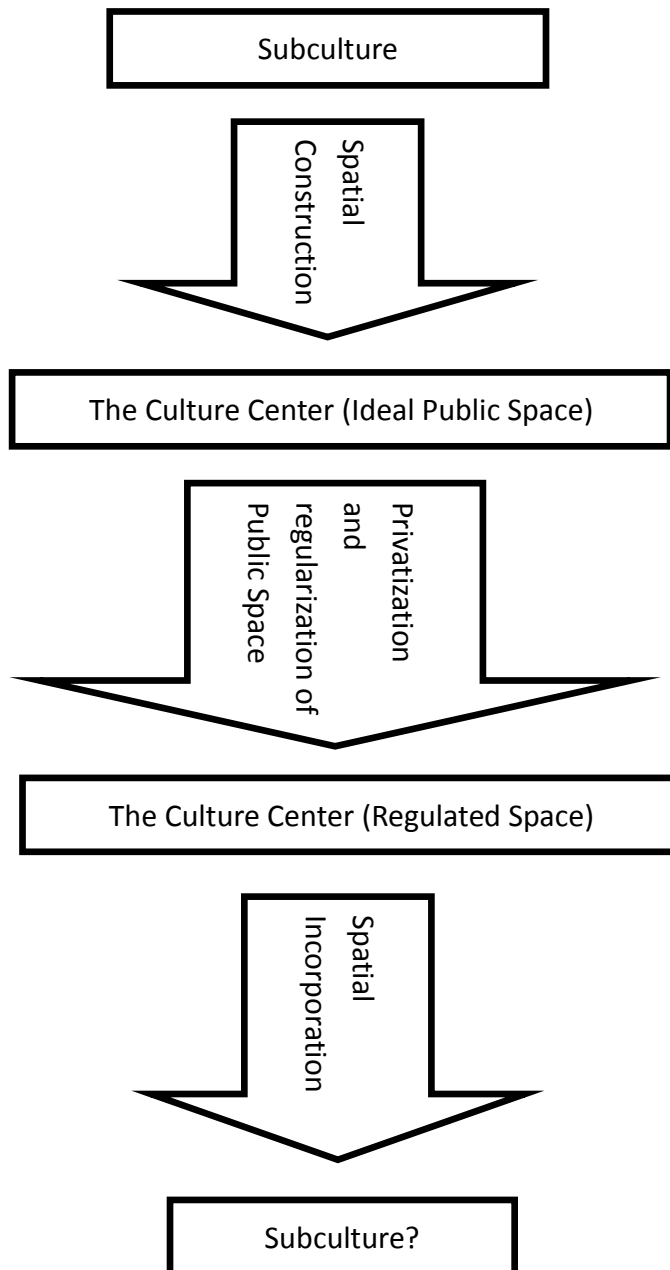 Subculture
Spatial
Construction
The Culture Center (Ideal Public Space)
Privatization
and
regularization of
Public Space
The Culture Center (Regulated Space)
Spatial
Incorporation
Subculture?